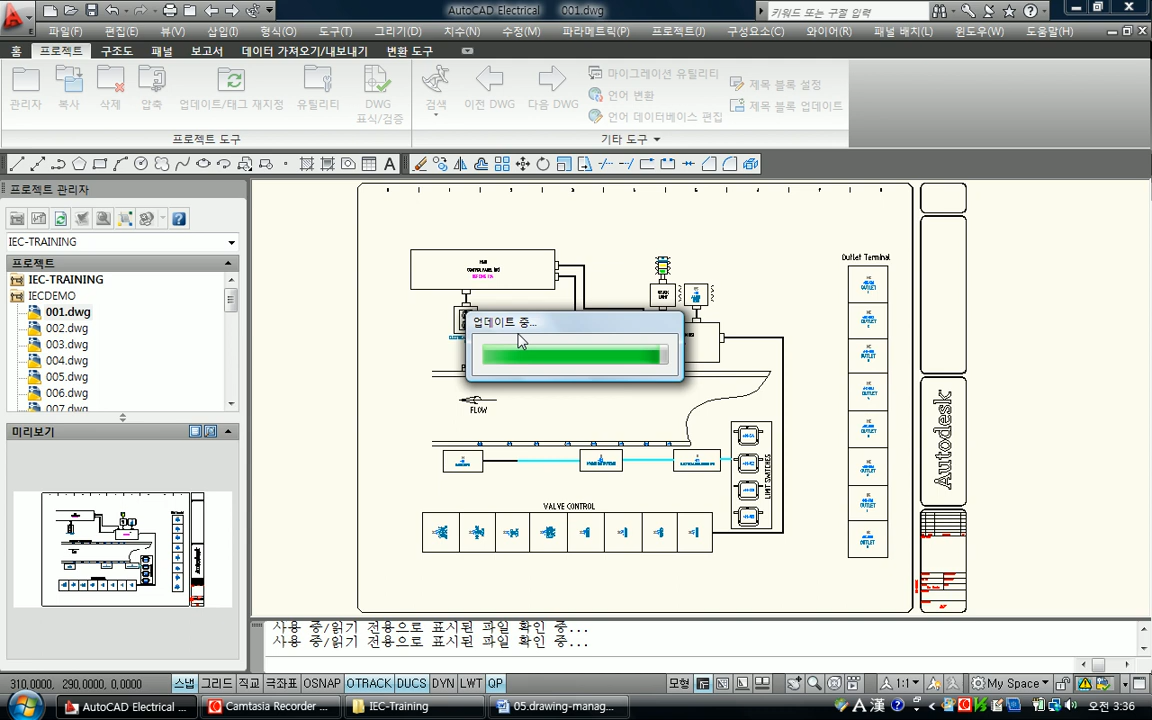 AutoCAD Electrical 001.dwg
키워드 또는 구절 입력
파일(F) 편집(E) 뷰(V) 삽입(I) 형식(O) 도구(T) 그리기(D) 치수(N) 수정(M) 파라메트릭(P) 프로젝트(J) 구성요소(C) 와이어(R) 패널 배치(L) 윈도우(W) 도움말(H)
홈 프로젝트 구조도 패널 보고서 데이터 가져오기/내보내기 변환 도구
관리자 복사 삭제 압축 업데이트/태그 재지정 유틸리티 DWG 표식/검증
검색 이전 DWG 다음 DWG
마이그레이션 유틸리티
언어 변환
언어 데이터베이스 편집
제목 블록 설정
제목 블록 업데이트
프로젝트 도구
기타 도구
프로젝트 관리자
IEC-TRAINING
프로젝트
IEC-TRAINING
IECDEMO
001.dwg
002.dwg
003.dwg
004.dwg
005.dwg
006.dwg
007.dwg
미리보기
업데이트 중...
Outlet Terminal
FLOW
LIMIT SWITCHES
VALVE CONTROL
Autodesk
사용 중/읽기 전용으로 표시된 파일 확인 중...
사용 중/읽기 전용으로 표시된 파일 확인 중...
310,0000, 290,0000, 0,0000 스냅 그리드 직교 극좌표 OSNAP OTRACK DUCS DYN LWT QP 모형 1:1 My Space
AutoCAD Electrical ... Camtasia Recorder ... IEC-Training 05.drawing-manag... A 漢 오전 3:36